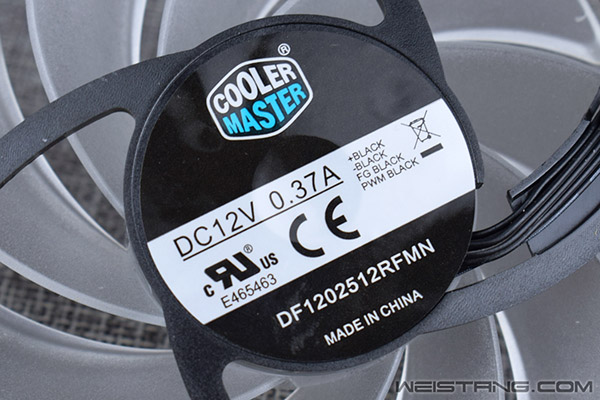 COOLER
MASTER
®
+BLACK
-BLACK
FG BLACK
PWM BLACK
DC12V 0.37A
CE
c RU US
E465463
DF1202512RFMN
MADE IN CHINA
WEISTANG.COM